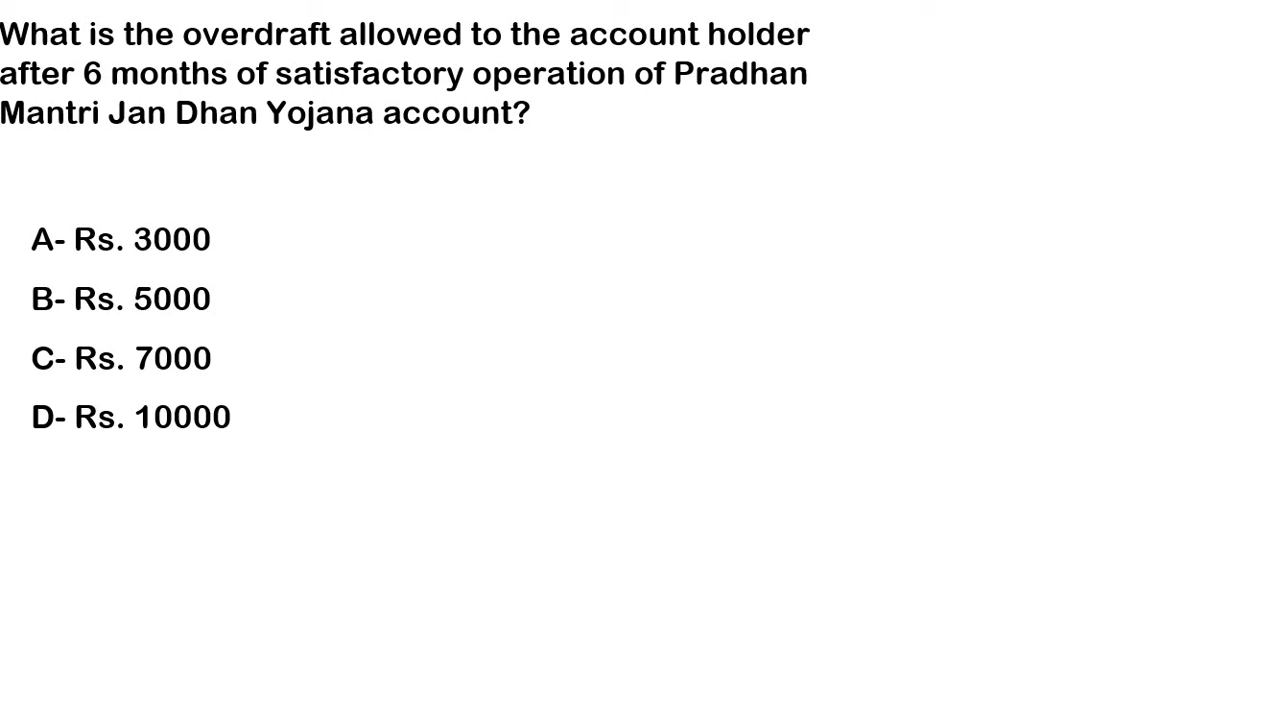 What is the overdraft allowed to the account holder
after 6 months of satisfactory operation of Pradhan
Mantri Jan Dhan Yojana account?
A- Rs. 3000
B- Rs. 5000
C- Rs. 7000
D- Rs. 10000